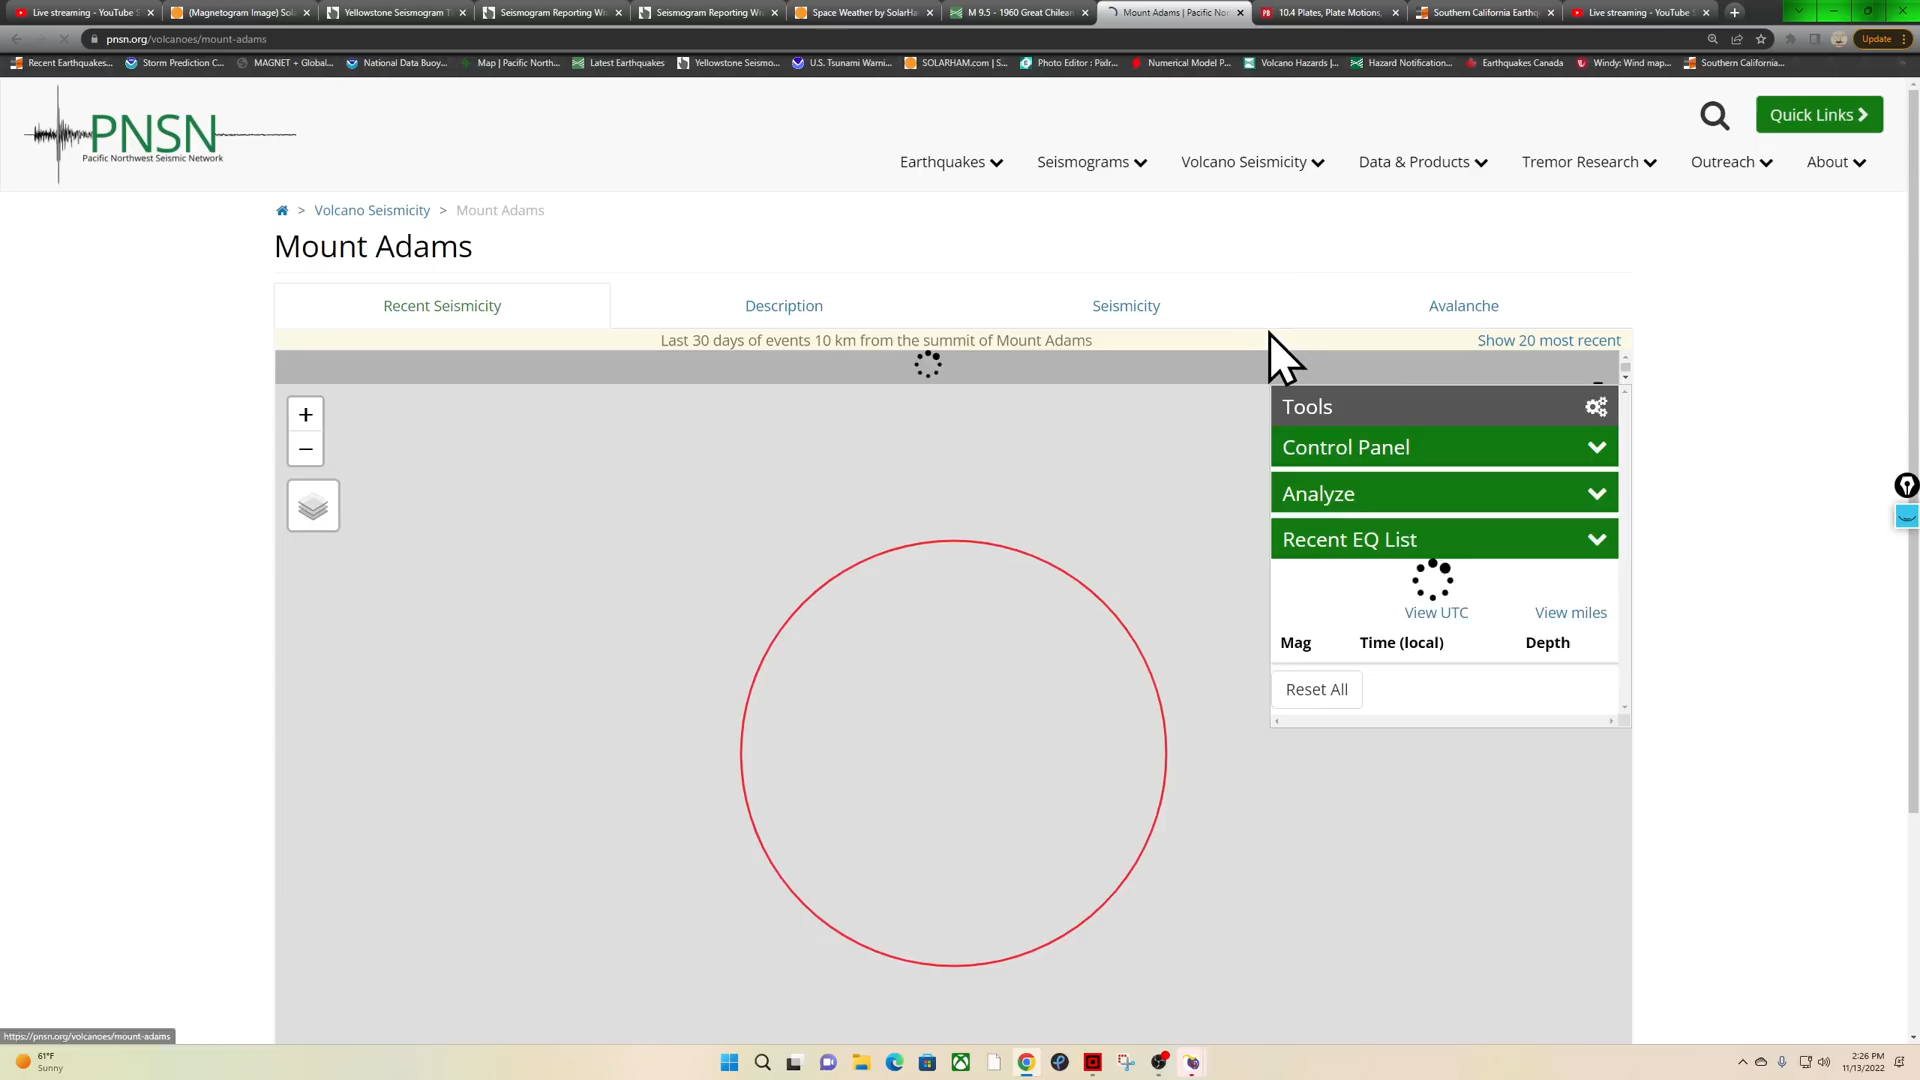 Live streaming - YouTube S
(Magnetogram Image) Sol
Yellowstone Seismogram T
Seismogram Reporting Wr
Seismogram Reporting Wr
Space Weather by SolarHa
M 9.5 - 1960 Great Chilean
Mount Adams | Pacific Nor
10.4 Plates, Plate Motions,
Southern California Earthq
Live streaming - YouTube S
pnsn.org/volcanoes/mount-adams
Update
Recent Earthquakes...
Storm Prediction C...
MAGNET + Global...
National Data Buoy...
Map | Pacific North...
Latest Earthquakes
Yellowstone Seismo...
U.S. Tsunami Warni...
SOLARHAM.com | S...
Photo Editor : Pixlr...
Numerical Model P...
Volcano Hazards |...
Hazard Notification...
Earthquakes Canada
Windy: Wind map...
Southern California...
PNSN
Pacific Northwest Seismic Network
Quick Links
Earthquakes
Seismograms
Volcano Seismicity
Data & Products
Tremor Research
Outreach
About
> Volcano Seismicity > Mount Adams
Mount Adams
Recent Seismicity
Description
Seismicity
Avalanche
Last 30 days of events 10 km from the summit of Mount Adams
Show 20 most recent
+
−
Tools
Control Panel
Analyze
Recent EQ List
View UTC
View miles
Mag
Time (local)
Depth
Reset All
https://pnsn.org/volcanoes/mount-adams
61°F
Sunny
2:26 PM
11/13/2022